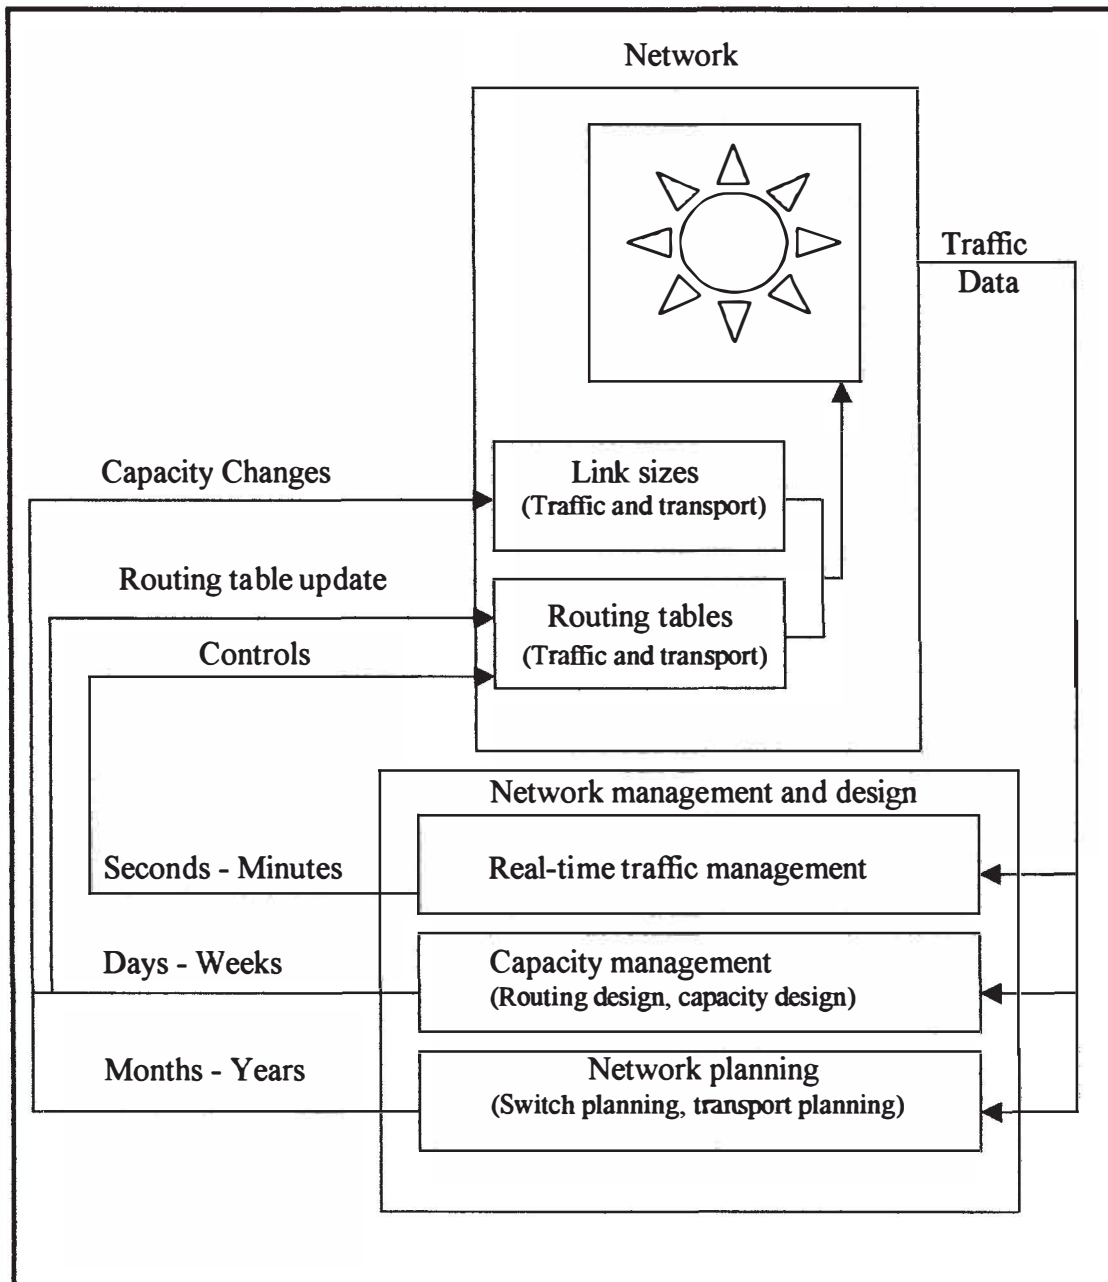 Network
Traffic
Data
Capacity Changes
Link sizes
(Traffic and transport)
Routing table update
Routing tables
(Traffic and transport)
Controls
Network management and design
Seconds - Minutes
Real-time traffic management
Days - Weeks
Capacity management
(Routing design, capacity design)
Months - Years
Network planning
(Switch planning, transport planning)